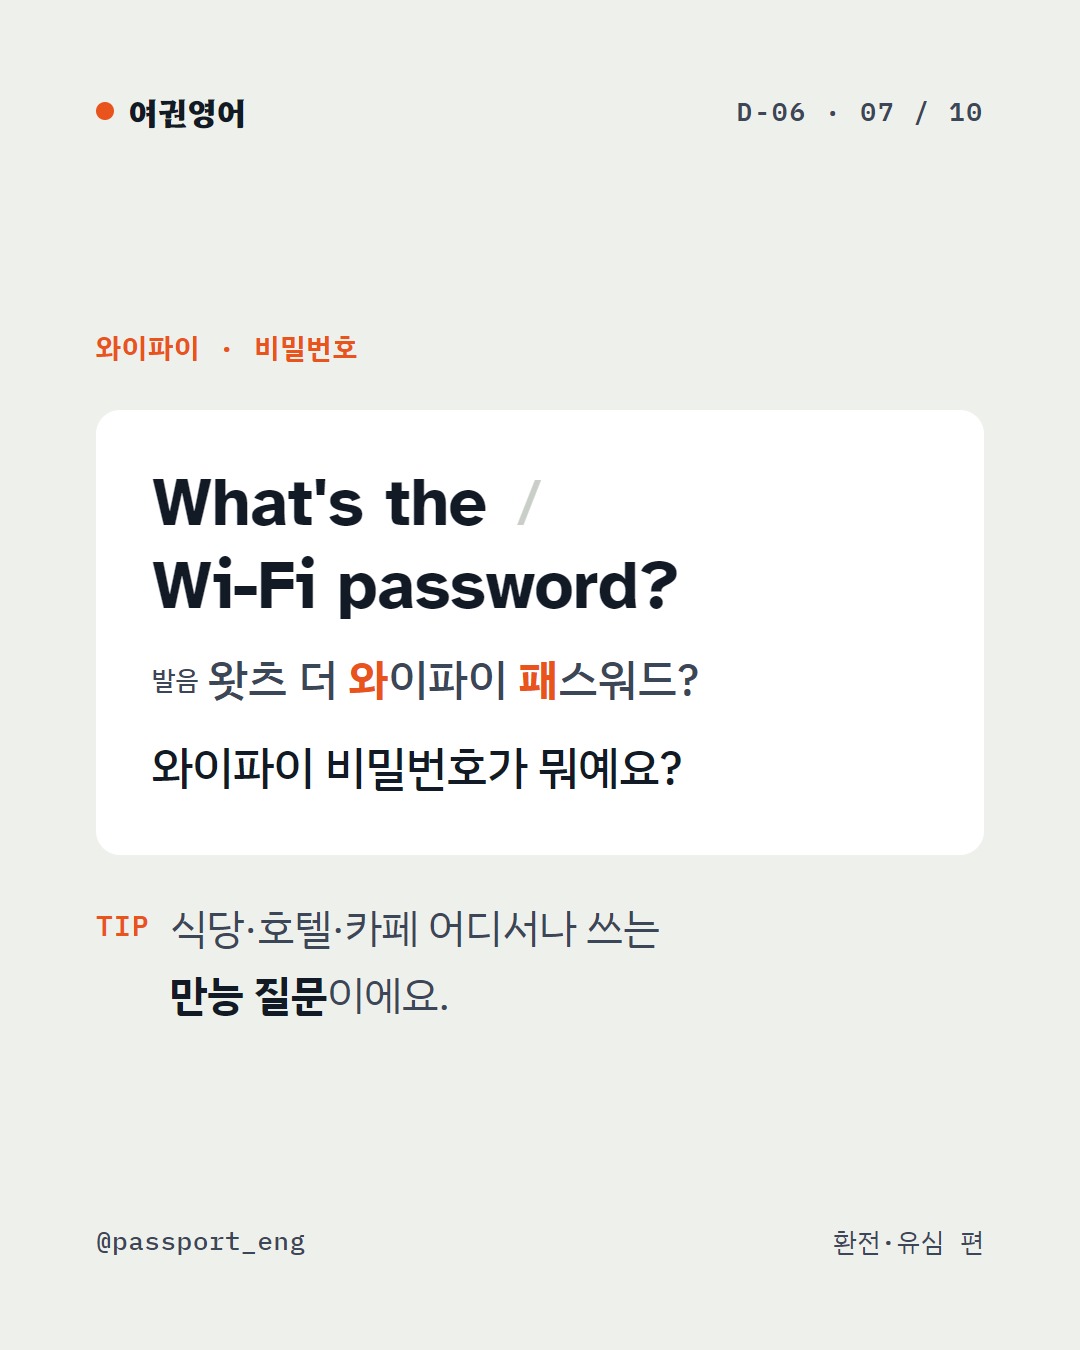 여권영어
D-06 · 07 / 10
와이파이 · 비밀번호
What's the /
Wi-Fi password?
발음 왓츠 더 와이파이 패스워드?
와이파이 비밀번호가 뭐예요?
TIP 식당·호텔·카페 어디서나 쓰는
만능 질문이에요.
@passport_eng
환전·유심 편